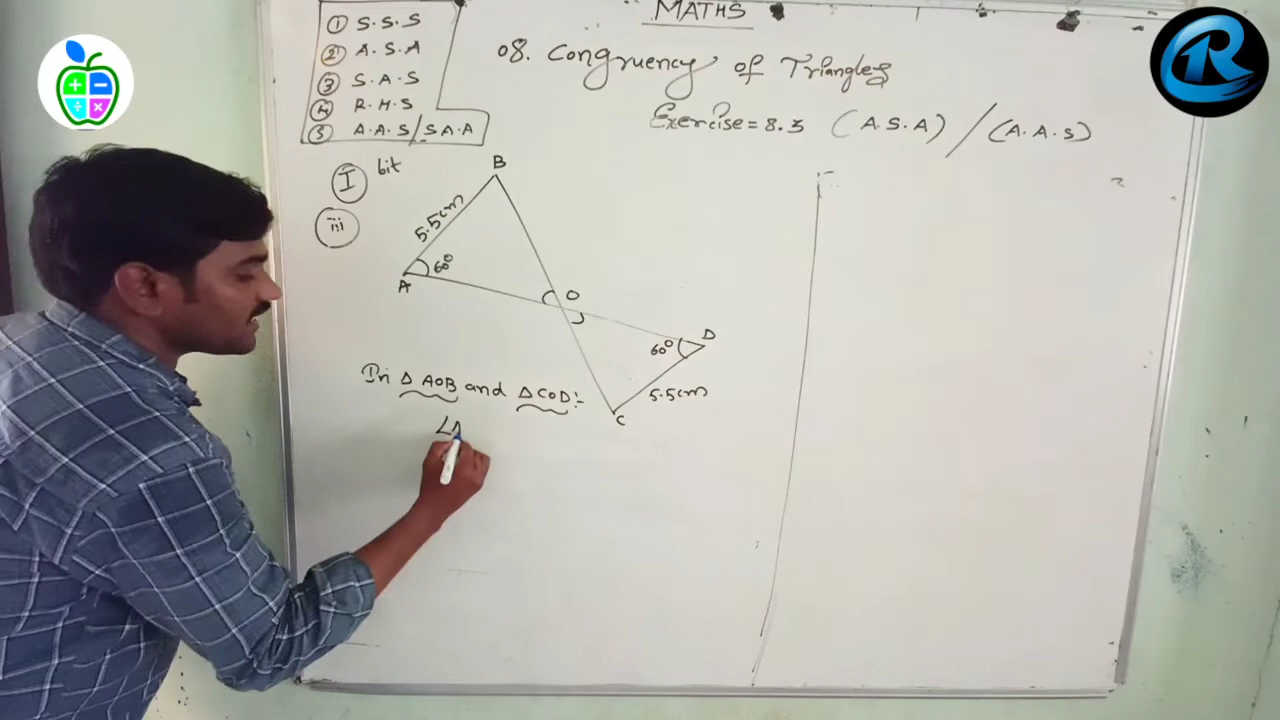 MATHS
① S.S.S
② A.S.A
③ S.A.S
④ R.H.S
⑤ A.A.S/S.A.A
08. Congruency of Triangles
Exercise = 8.3 (A.S.A) / (A.A.S)
I bit
iii
B
5.5cm
60°
A
O
D
60°
5.5cm
C
In △AOB and △COD:-
∠A
R